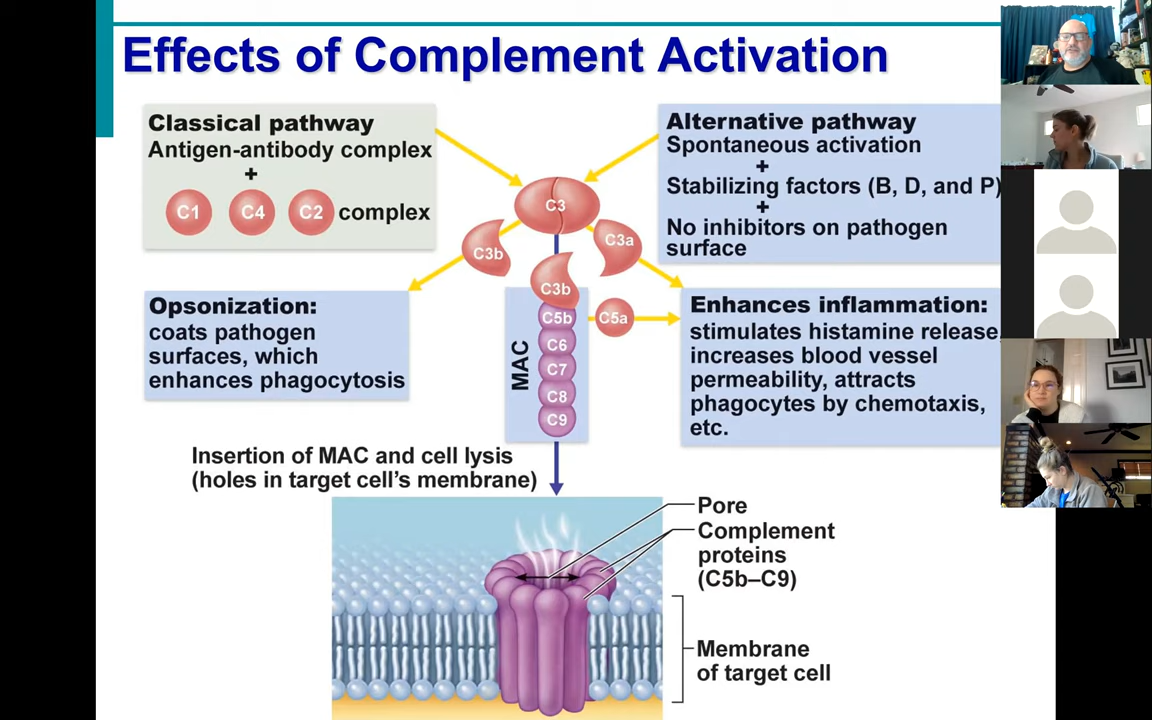 Effects of Complement Activation
Classical pathway
Antigen-antibody complex
+
C1 C4 C2 complex
Alternative pathway
Spontaneous activation
+
Stabilizing factors (B, D, and P)
+
No inhibitors on pathogen
surface
C3
C3b
C3a
C3b
C5b
C5a
C6
C7
C8
C9
MAC
Opsonization:
coats pathogen
surfaces, which
enhances phagocytosis
Enhances inflammation:
stimulates histamine release
increases blood vessel
permeability, attracts
phagocytes by chemotaxis,
etc.
Insertion of MAC and cell lysis
(holes in target cell's membrane)
Pore
Complement
proteins
(C5b–C9)
Membrane
of target cell